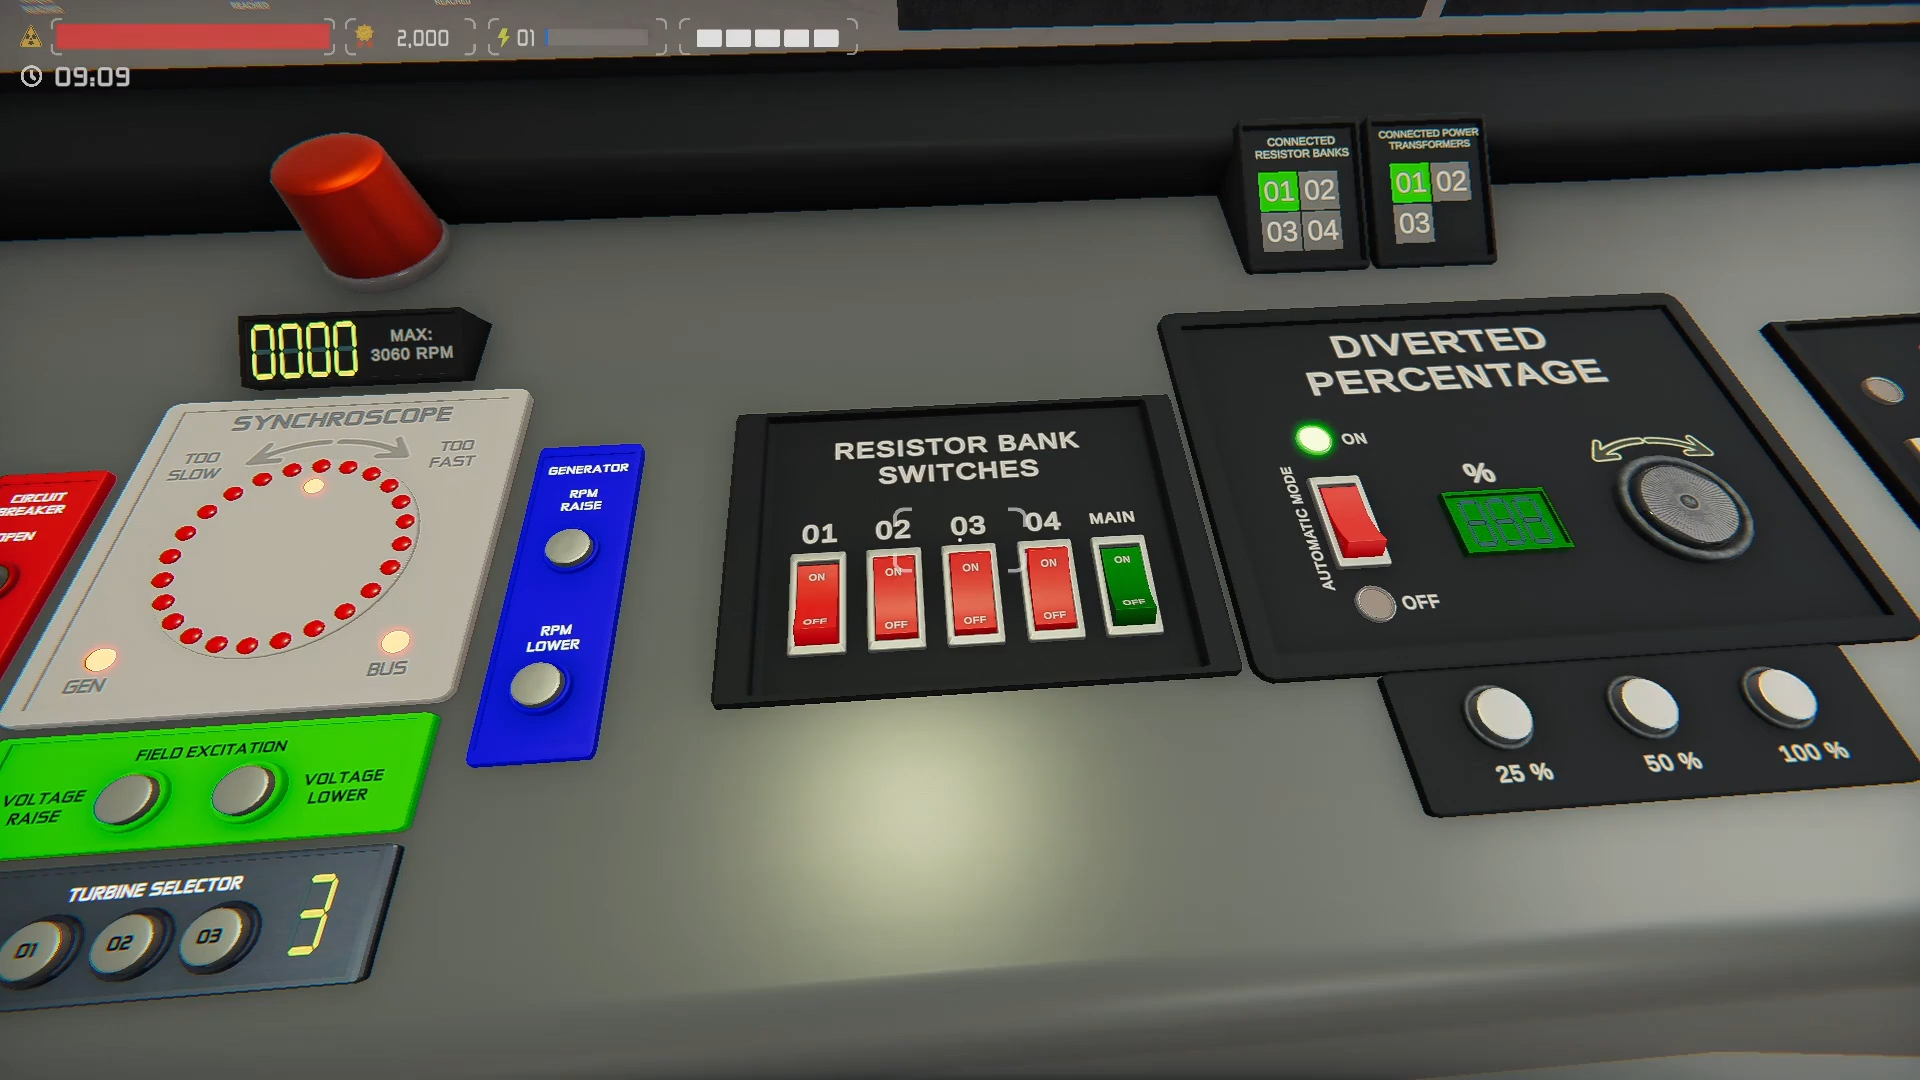 REACHED
REACHED
REACHED
2,000
01
09:09
CONNECTED
RESISTOR BANKS
01 02
03 04
CONNECTED POWER
TRANSFORMERS
01 02
03
0000
MAX:
3060 RPM
SYNCHROSCOPE
TOO
SLOW
TOO
FAST
GEN
BUS
CIRCUIT
BREAKER
OPEN
GENERATOR
RPM
RAISE
RPM
LOWER
FIELD EXCITATION
VOLTAGE
RAISE
VOLTAGE
LOWER
TURBINE SELECTOR
01 02 03
3
RESISTOR BANK
SWITCHES
01 02 03 04 MAIN
ON ON ON ON ON
OFF OFF OFF OFF OFF
DIVERTED
PERCENTAGE
ON
AUTOMATIC MODE
OFF
%
25 %
50 %
100 %